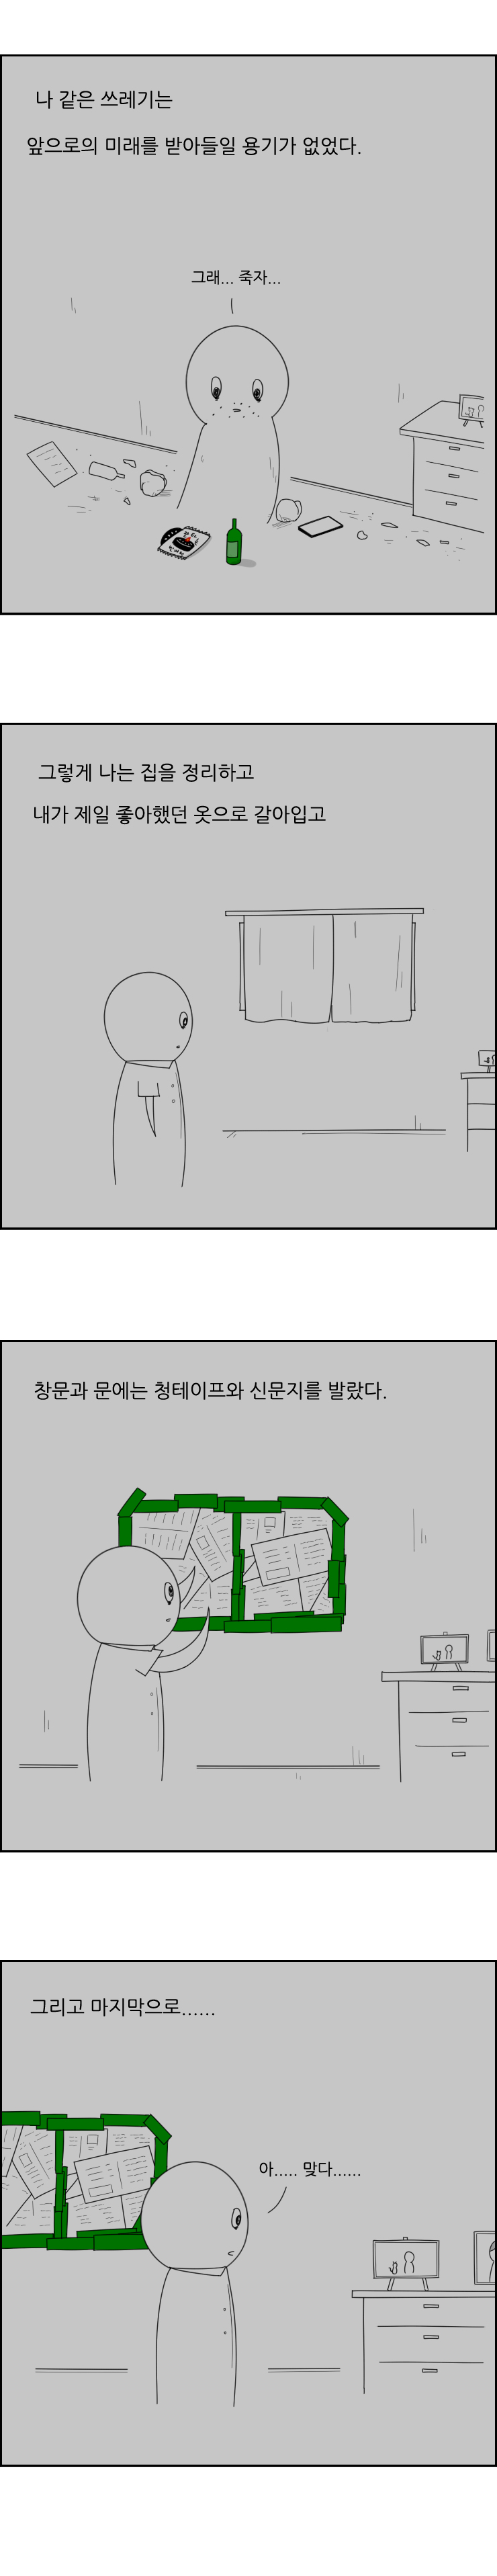 나 같은 쓰레기는
앞으로의 미래를 받아들일 용기가 없었다.
그래... 죽자...
그렇게 나는 집을 정리하고
내가 제일 좋아했던 옷으로 갈아입고
창문과 문에는 청테이프와 신문지를 발랐다.
그리고 마지막으로......
아..... 맞다......